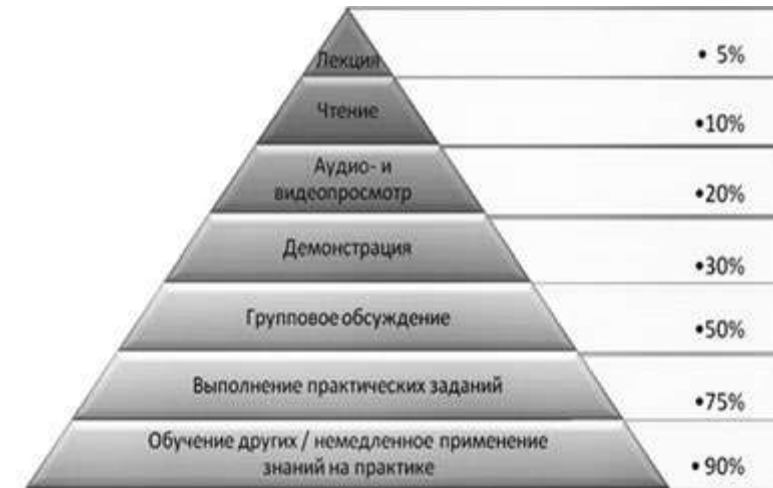 Лекция
• 5%
Чтение
•10%
Аудио- и
видеопросмотр
•20%
Демонстрация
•30%
Групповое обсуждение
•50%
Выполнение практических заданий
•75%
Обучение других / немедленное применение
знаний на практике
• 90%